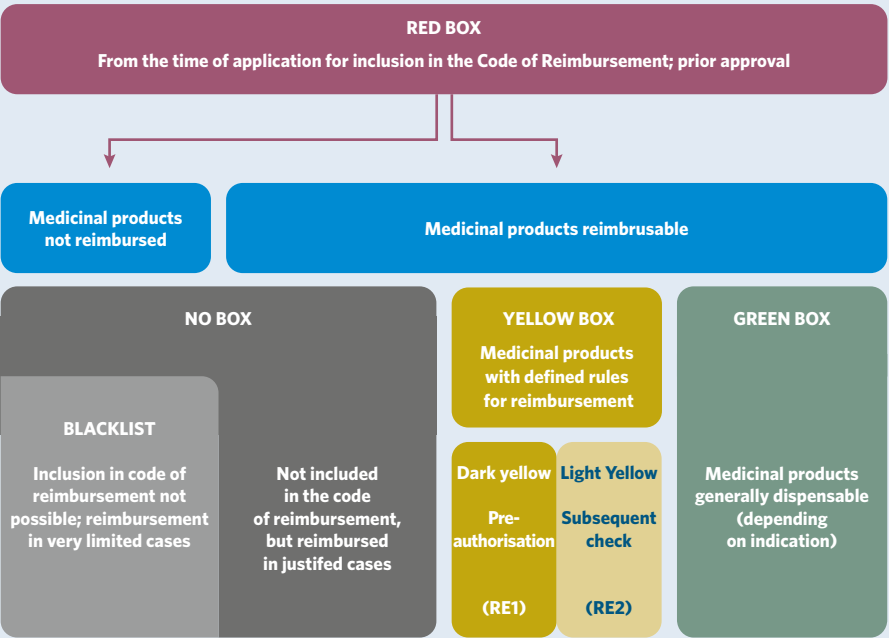 RED BOX
From the time of application for inclusion in the Code of Reimbursement; prior approval
Medicinal products
not reimbursed
Medicinal products reimbrusable
NO BOX
BLACKLIST
Inclusion in code of
reimbursement not
possible; reimbursement
in very limited cases
Not included
in the code
of reimbursement,
but reimbursed
in justifed cases
YELLOW BOX
Medicinal products
with defined rules
for reimbursement
Dark yellow
Pre-
authorisation
(RE1)
Light Yellow
Subsequent
check
(RE2)
GREEN BOX
Medicinal products
generally dispensable
(depending
on indication)